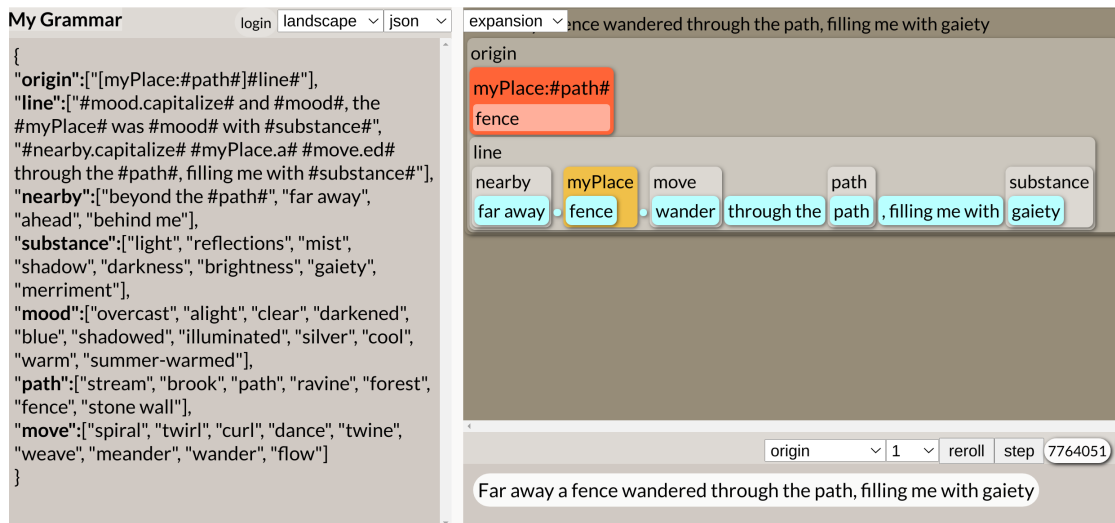 My Grammar login landscape json
{
"origin":["[myPlace:#path#]#line#"],
"line":["#mood.capitalize# and #mood#, the
#myPlace# was #mood# with #substance#",
"#nearby.capitalize# #myPlace.a# #move.ed#
through the #path#, filling me with #substance#"],
"nearby":["beyond the #path#", "far away",
"ahead", "behind me"],
"substance":["light", "reflections", "mist",
"shadow", "darkness", "brightness", "gaiety",
"merriment"],
"mood":["overcast", "alight", "clear", "darkened",
"blue", "shadowed", "illuminated", "silver", "cool",
"warm", "summer-warmed"],
"path":["stream", "brook", "path", "ravine", "forest",
"fence", "stone wall"],
"move":["spiral", "twirl", "curl", "dance", "twine",
"weave", "meander", "wander", "flow"]
}
expansion wandered through the path, filling me with gaiety
origin
myPlace:#path#
fence
line
nearby myPlace move path substance
far away fence wander through the path , filling me with gaiety
origin 1 reroll step 7764051
Far away a fence wandered through the path, filling me with gaiety